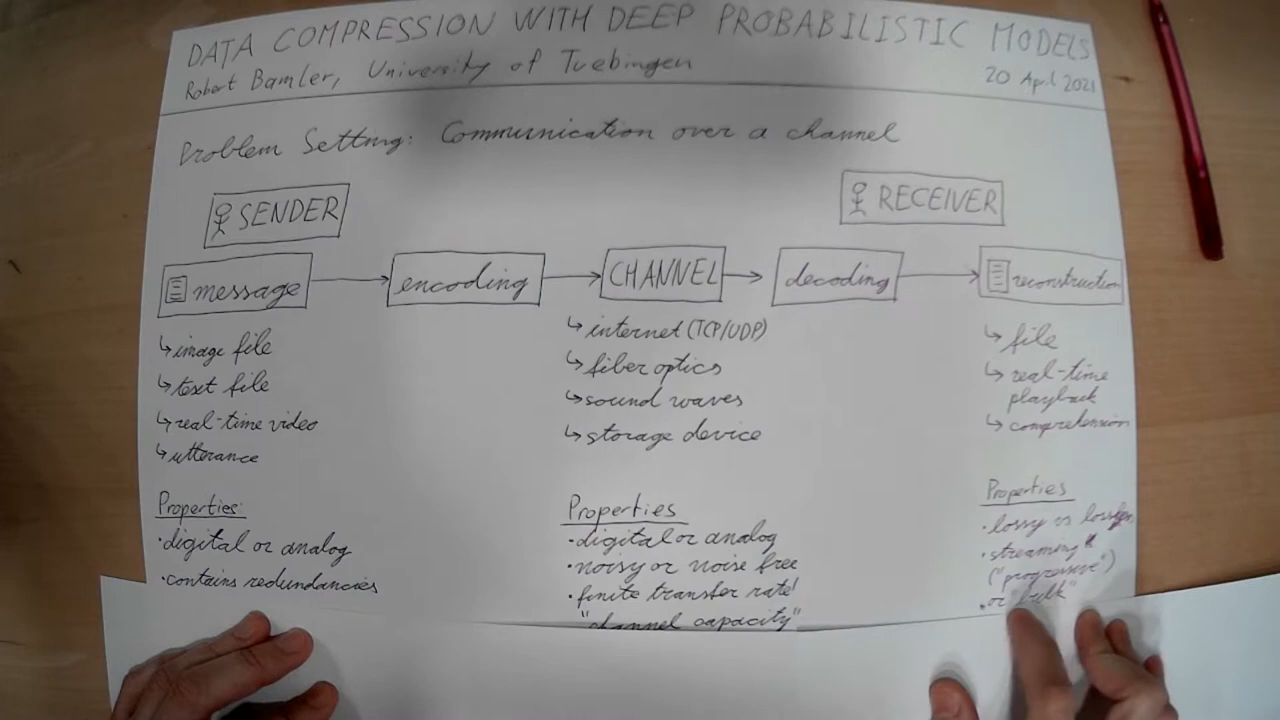 DATA COMPRESSION WITH DEEP PROBABILISTIC MODELS
Robert Bamler, University of Tuebingen
20 April 2021
Problem Setting: Communication over a channel
SENDER
RECEIVER
message
encoding
CHANNEL
decoding
reconstruction
↳ image file
↳ text file
↳ real-time video
↳ utterance
Properties:
· digital or analog
· contains redundancies
↳ internet (TCP/UDP)
↳ fiber optics
↳ sound waves
↳ storage device
Properties
· digital or analog
· noisy or noise free
· finite transfer rate
"channel capacity"
↳ file
↳ real-time
playback
↳ comprehension
Properties
· lossy vs lossless
· streaming"
("progressive")
· or "bulk"